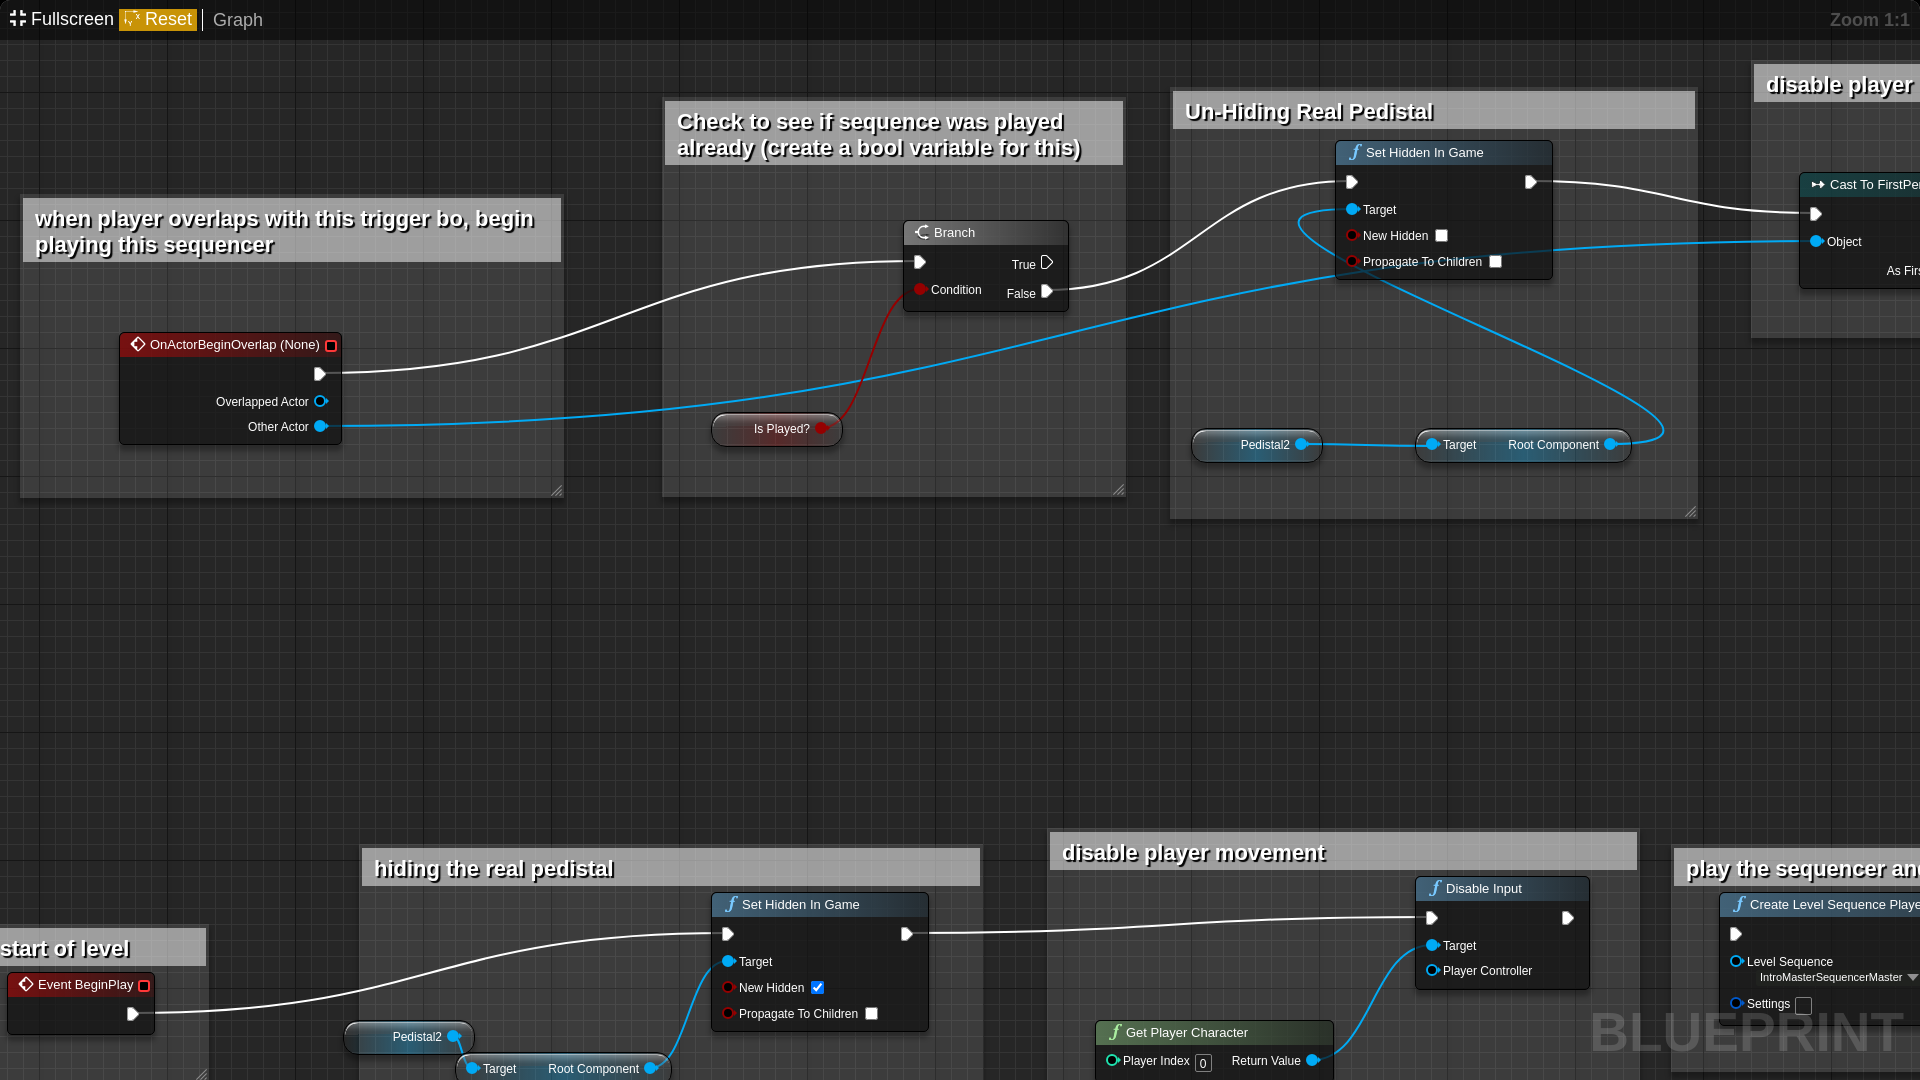 Fullscreen Reset Graph
Zoom 1:1
when player overlaps with this trigger bo, begin
playing this sequencer
OnActorBeginOverlap (None)
Overlapped Actor
Other Actor
Check to see if sequence was played
already (create a bool variable for this)
Branch
True
Condition
False
Is Played?
Un-Hiding Real Pedistal
Set Hidden In Game
Target
New Hidden
Propagate To Children
Pedistal2
Target Root Component
disable player
Cast To FirstPe
Object
As Firs
start of level
Event BeginPlay
hiding the real pedistal
Set Hidden In Game
Target
New Hidden
Propagate To Children
Pedistal2
Target Root Component
disable player movement
Disable Input
Target
Player Controller
Get Player Character
Player Index 0 Return Value
play the sequencer and
Create Level Sequence Playe
Level Sequence
IntroMasterSequencerMaster
Settings
BLUEPRINT